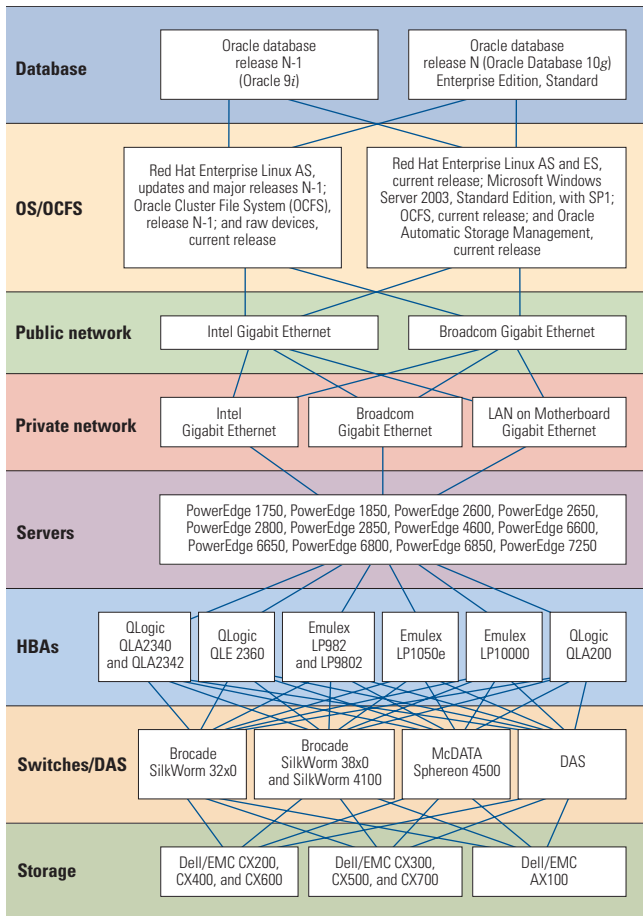 Database
Oracle database
release N-1
(Oracle 9i)
Oracle database
release N (Oracle Database 10g)
Enterprise Edition, Standard
OS/OCFS
Red Hat Enterprise Linux AS,
updates and major releases N-1;
Oracle Cluster File System (OCFS),
release N-1; and raw devices,
current release
Red Hat Enterprise Linux AS and ES,
current release; Microsoft Windows
Server 2003, Standard Edition, with SP1;
OCFS, current release; and Oracle
Automatic Storage Management,
current release
Public network
Intel Gigabit Ethernet
Broadcom Gigabit Ethernet
Private network
Intel
Gigabit Ethernet
Broadcom
Gigabit Ethernet
LAN on Motherboard
Gigabit Ethernet
Servers
PowerEdge 1750, PowerEdge 1850, PowerEdge 2600, PowerEdge 2650,
PowerEdge 2800, PowerEdge 2850, PowerEdge 4600, PowerEdge 6600,
PowerEdge 6650, PowerEdge 6800, PowerEdge 6850, PowerEdge 7250
HBAs
QLogic
QLA2340
and QLA2342
QLogic
QLE 2360
Emulex
LP982
and LP9802
Emulex
LP1050e
Emulex
LP10000
QLogic
QLA200
Switches/DAS
Brocade
SilkWorm 32x0
Brocade
SilkWorm 38x0
and SilkWorm 4100
McDATA
Sphereon 4500
DAS
Storage
Dell/EMC CX200,
CX400, and CX600
Dell/EMC CX300,
CX500, and CX700
Dell/EMC
AX100